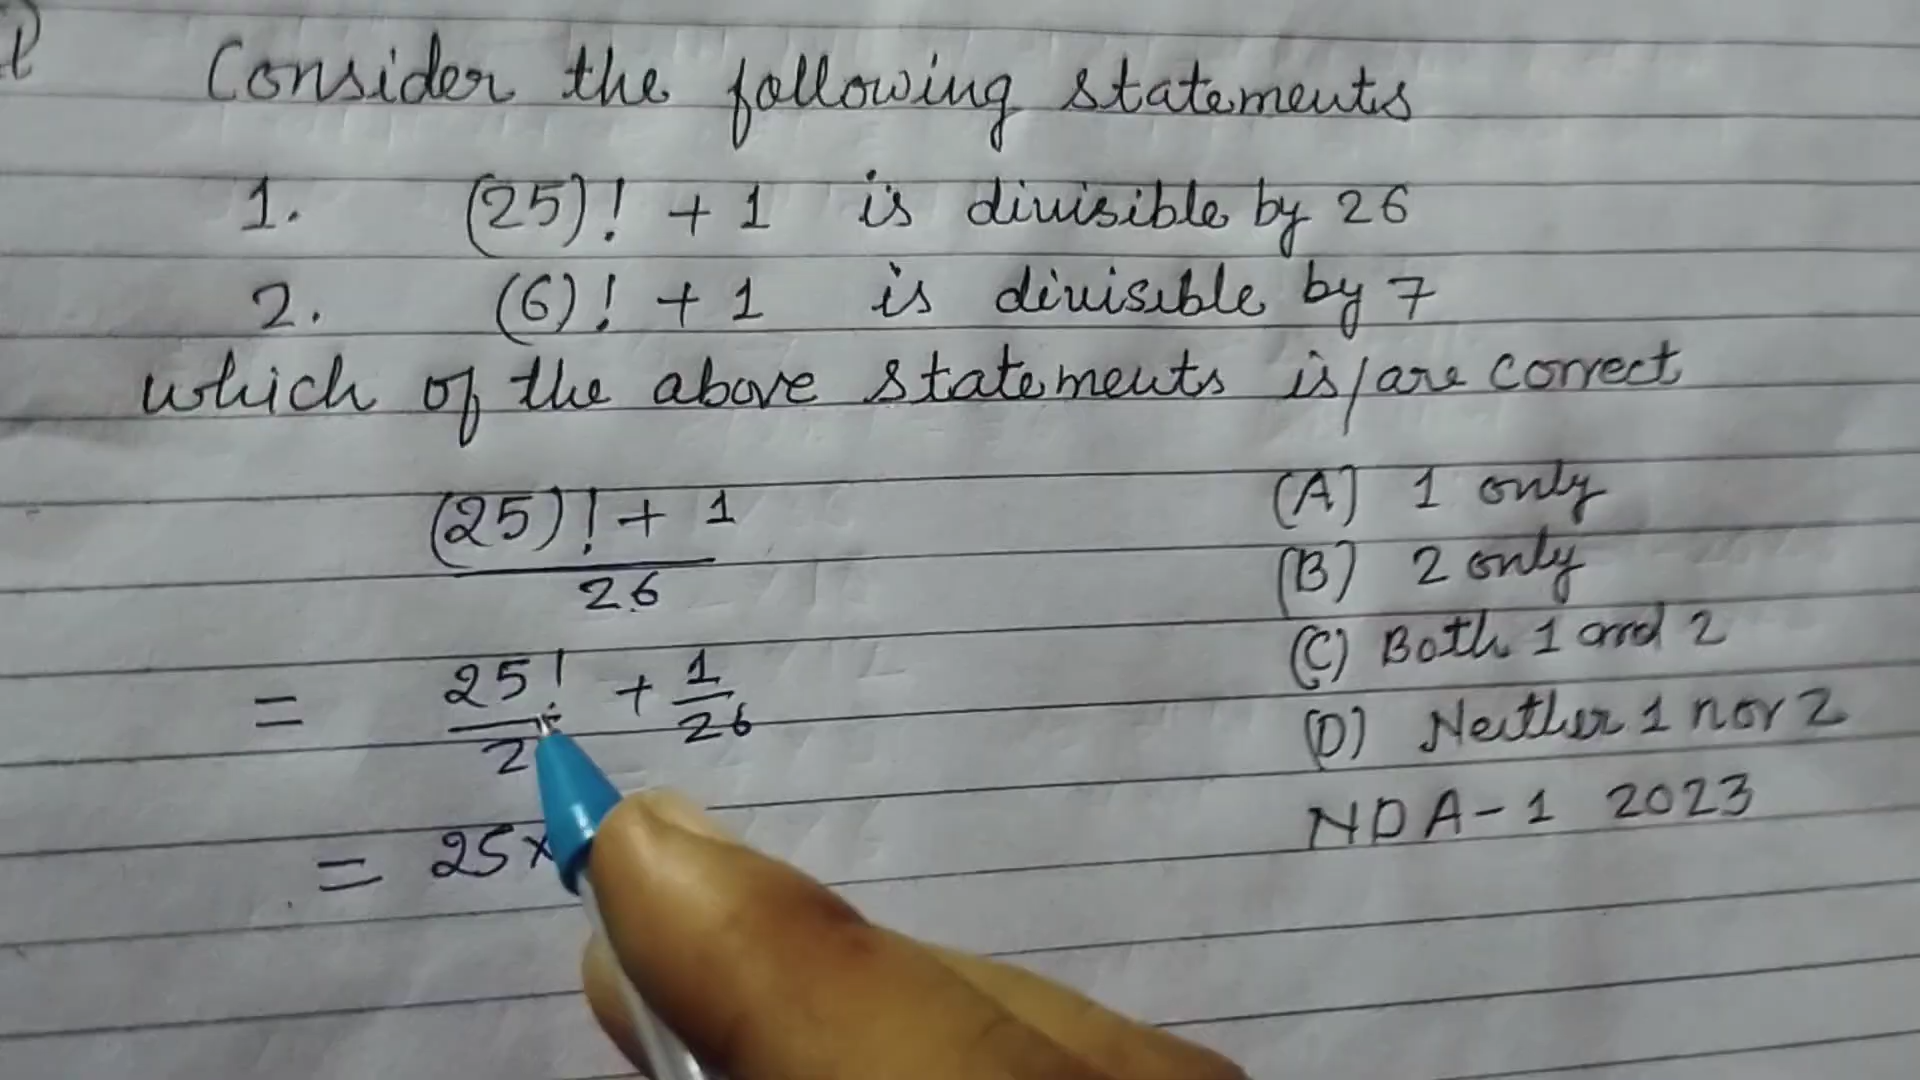 Consider the following statements
1. (25)! + 1 is divisible by 26
2. (6)! + 1 is divisible by 7
which of the above statements is/are correct
(25)! + 1
26
= 25! + 1
2 26
= 25×
(A) 1 only
(B) 2 only
(C) Both 1 and 2
(D) Neither 1 nor 2
NDA-1 2023